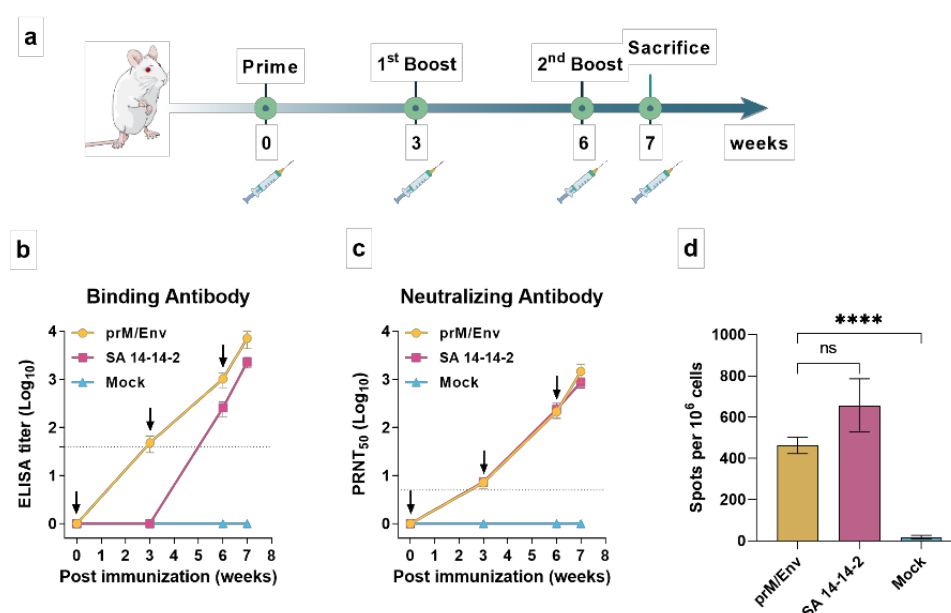 a
Prime
1st Boost
2nd Boost
Sacrifice
0
3
6
7
weeks
b
c
d
Binding Antibody
ELISA titer (Log10)
4
3
2
1
0
prM/Env
SA 14-14-2
Mock
0 1 2 3 4 5 6 7 8
Post immunization (weeks)
Neutralizing Antibody
PRNT50 (Log10)
4
3
2
1
0
prM/Env
SA 14-14-2
Mock
0 1 2 3 4 5 6 7 8
Post immunization (weeks)
Spots per 10^6 cells
1000
800
600
400
200
0
****
ns
prM/Env
SA 14-14-2
Mock